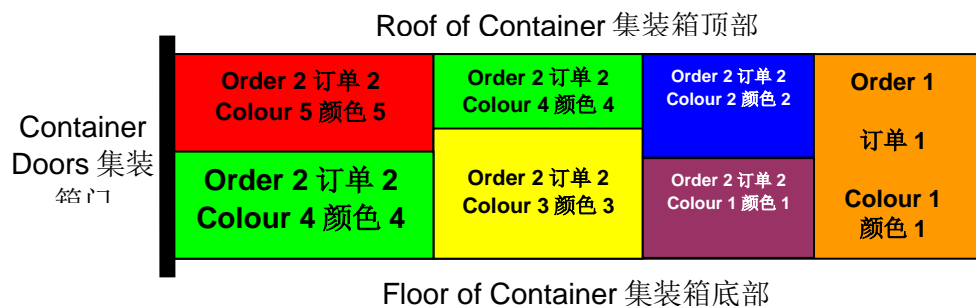 Roof of Container 集装箱顶部
Container
Doors 集装
箱门
Order 2 订单 2
Colour 5 颜色 5
Order 2 订单 2
Colour 4 颜色 4
Order 2 订单 2
Colour 4 颜色 4
Order 2 订单 2
Colour 3 颜色 3
Order 2 订单 2
Colour 2 颜色 2
Order 2 订单 2
Colour 1 颜色 1
Order 1
订单 1
Colour 1
颜色 1
Floor of Container 集装箱底部